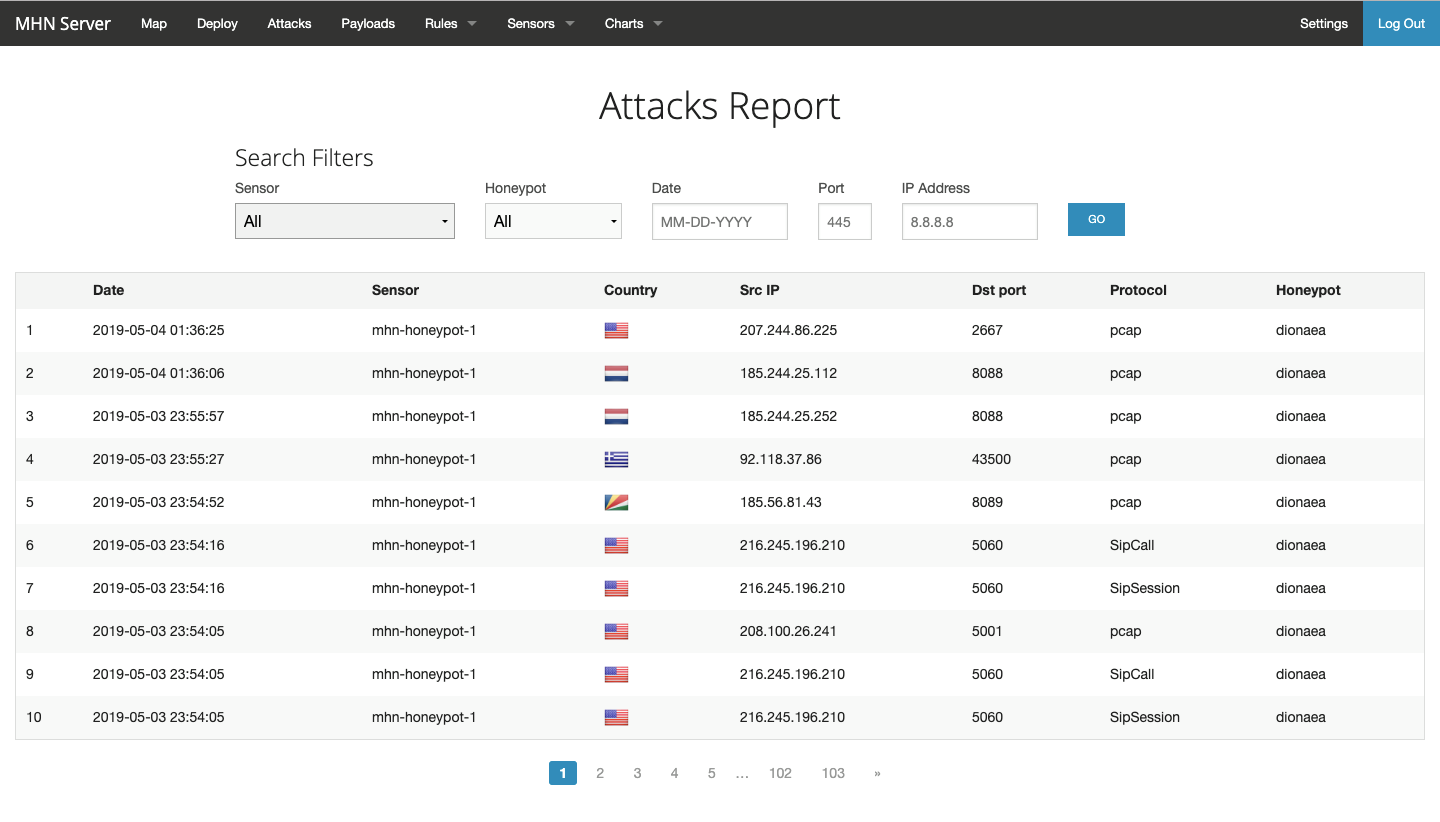 MHN Server Map Deploy Attacks Payloads Rules Sensors Charts Settings Log Out
Attacks Report
Search Filters
Sensor Honeypot Date Port IP Address
All All MM-DD-YYYY 445 8.8.8.8 GO
Date Sensor Country Src IP Dst port Protocol Honeypot
1 2019-05-04 01:36:25 mhn-honeypot-1 207.244.86.225 2667 pcap dionaea
2 2019-05-04 01:36:06 mhn-honeypot-1 185.244.25.112 8088 pcap dionaea
3 2019-05-03 23:55:57 mhn-honeypot-1 185.244.25.252 8088 pcap dionaea
4 2019-05-03 23:55:27 mhn-honeypot-1 92.118.37.86 43500 pcap dionaea
5 2019-05-03 23:54:52 mhn-honeypot-1 185.56.81.43 8089 pcap dionaea
6 2019-05-03 23:54:16 mhn-honeypot-1 216.245.196.210 5060 SipCall dionaea
7 2019-05-03 23:54:16 mhn-honeypot-1 216.245.196.210 5060 SipSession dionaea
8 2019-05-03 23:54:05 mhn-honeypot-1 208.100.26.241 5001 pcap dionaea
9 2019-05-03 23:54:05 mhn-honeypot-1 216.245.196.210 5060 SipCall dionaea
10 2019-05-03 23:54:05 mhn-honeypot-1 216.245.196.210 5060 SipSession dionaea
1 2 3 4 5 … 102 103 »